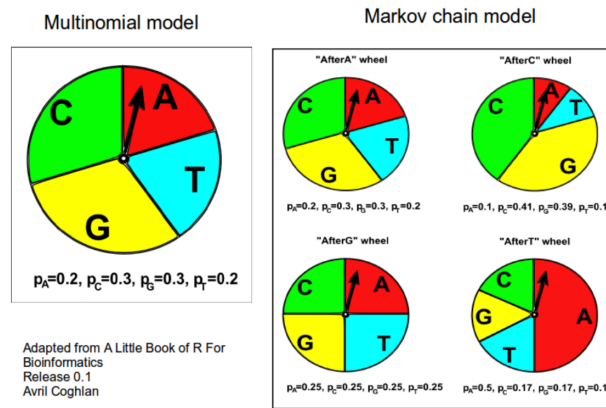 Multinomial model
C
A
T
G
pA=0.2, pC=0.3, pG=0.3, pT=0.2
Adapted from A Little Book of R For
Bioinformatics
Release 0.1
Avril Coghlan
Markov chain model
"AfterA" wheel
C
A
T
G
pA=0.2, pC=0.3, pG=0.3, pT=0.2
"AfterC" wheel
C
A
T
G
pA=0.1, pC=0.41, pG=0.39, pT=0.1
"AfterG" wheel
C
A
G
T
pA=0.25, pC=0.25, pG=0.25, pT=0.25
"AfterT" wheel
C
G
A
T
pA=0.5, pC=0.17, pG=0.17, pT=0.1